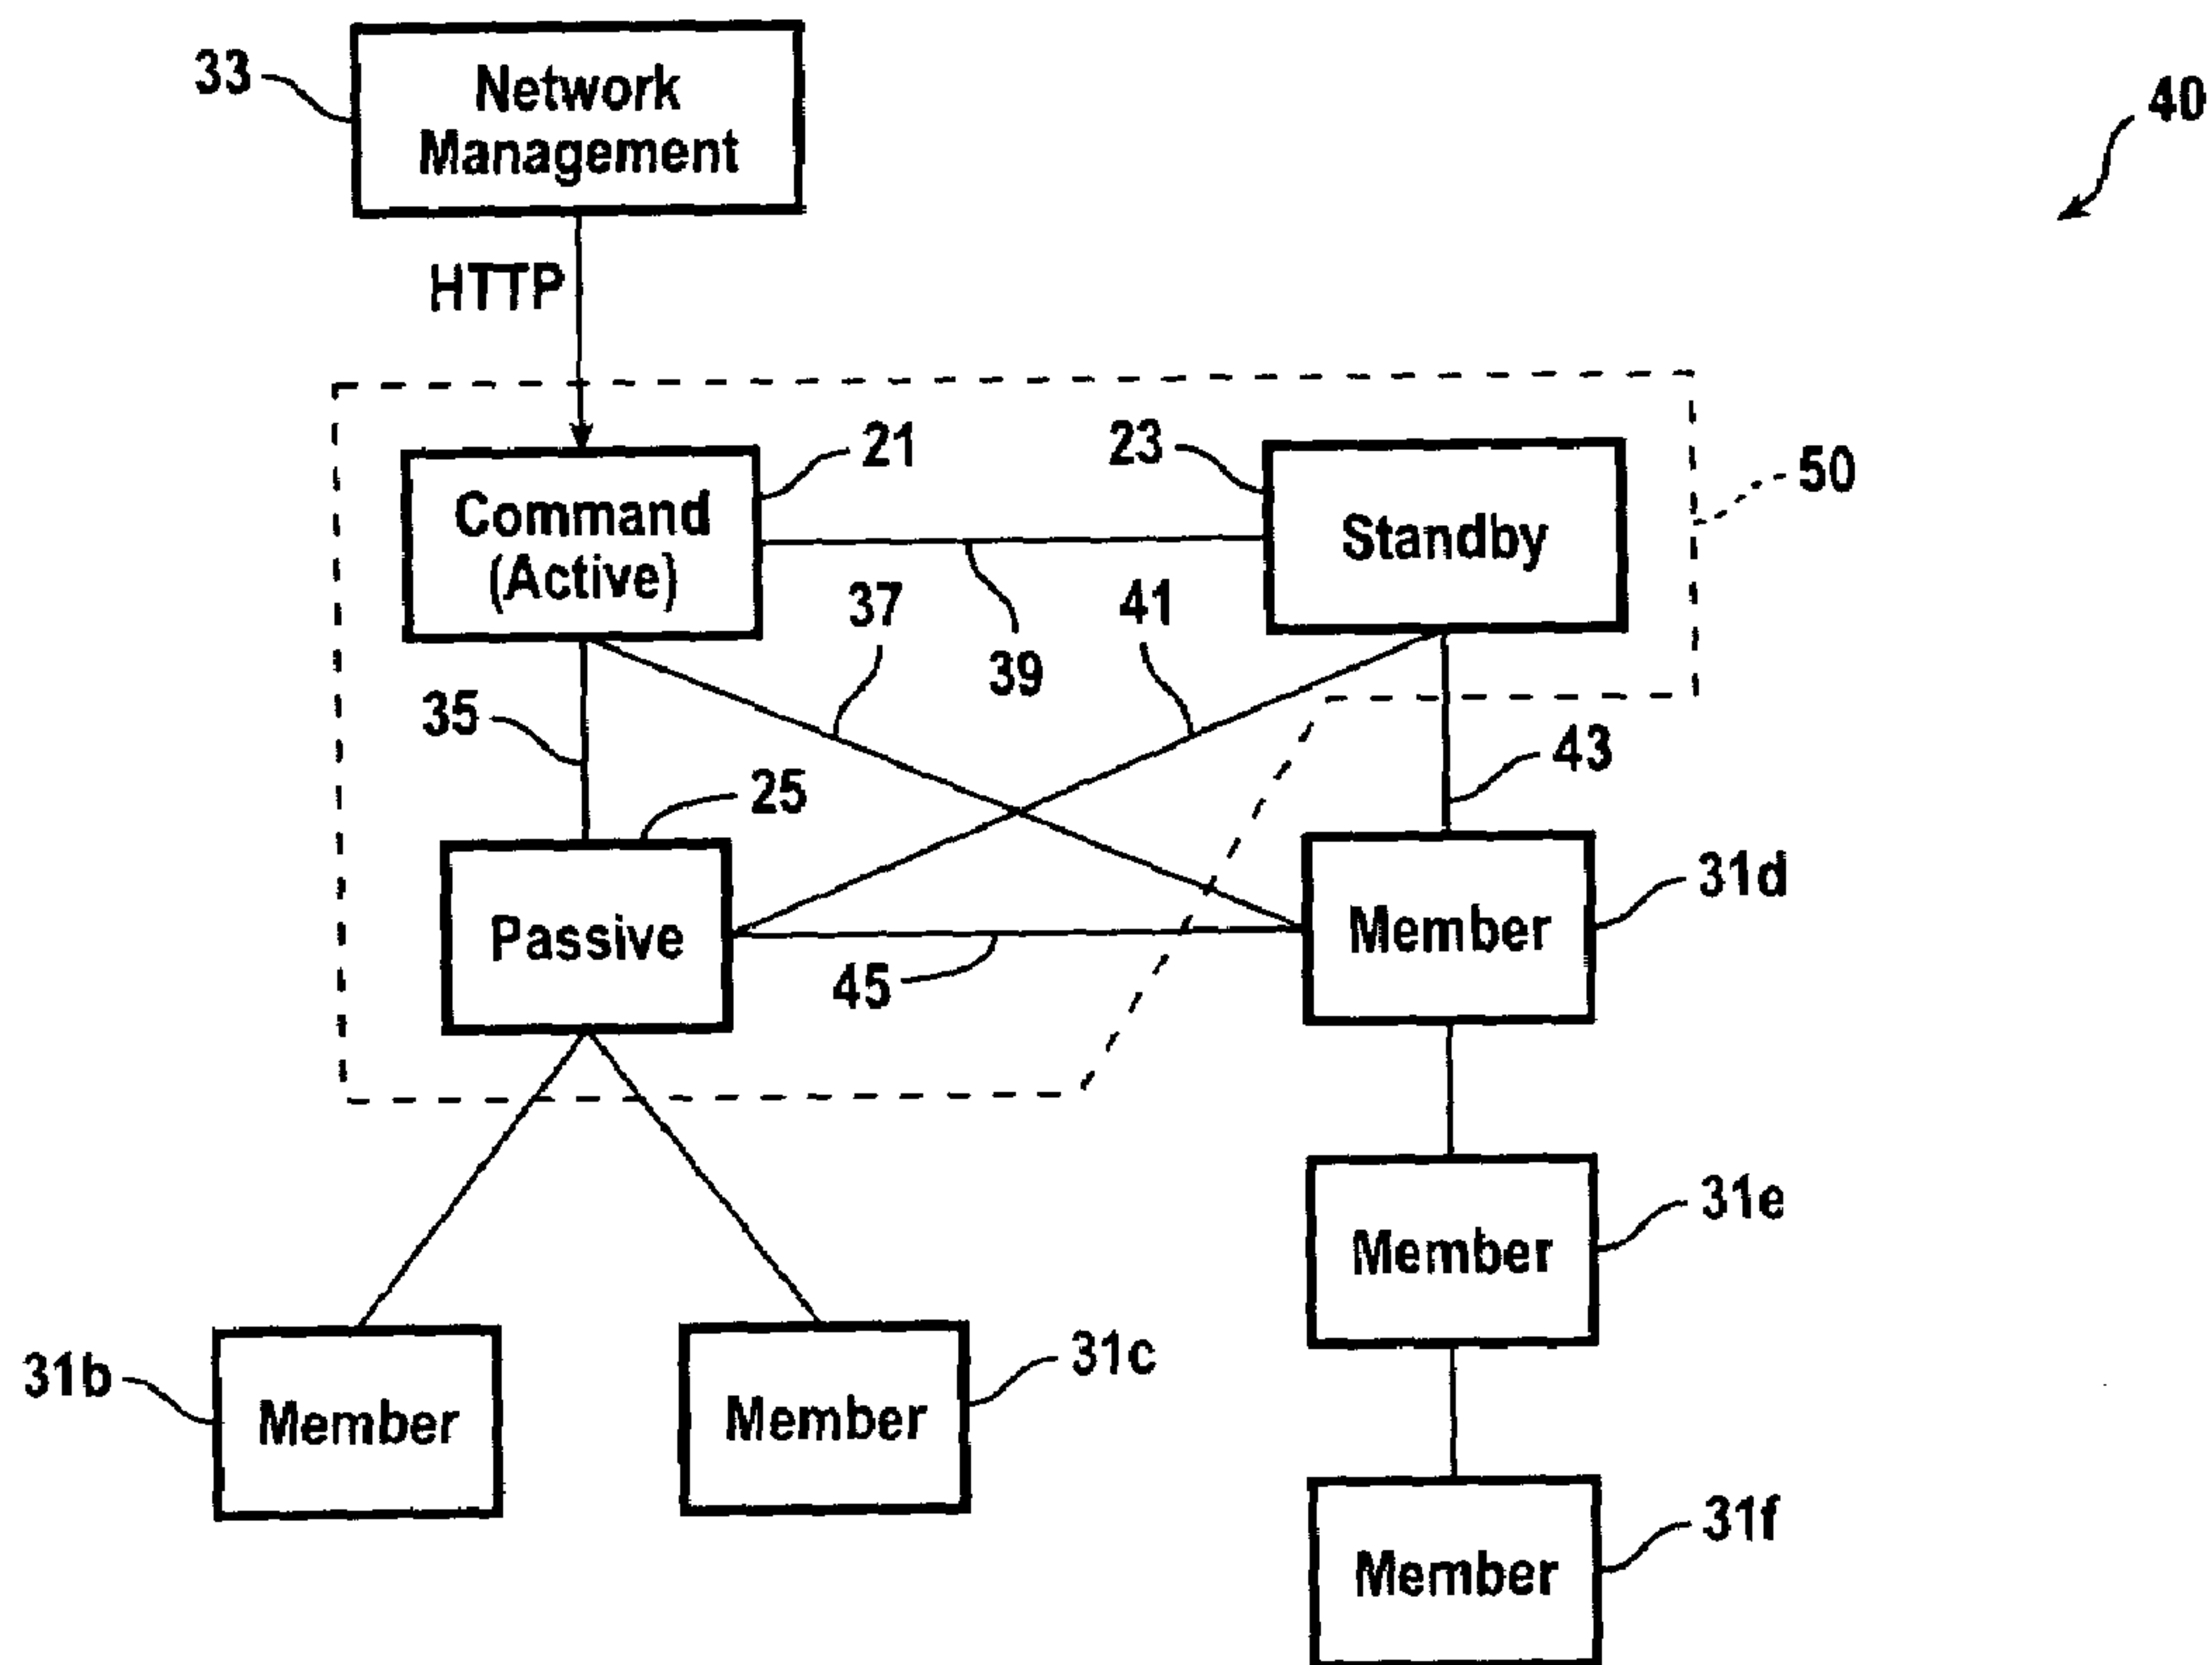 33
Network
Management
40
HTTP
21
23
50
Command
(Active)
Standby
37
41
39
35
43
25
31d
Passive
Member
45
31e
Member
31b
31c
Member
Member
31f
Member